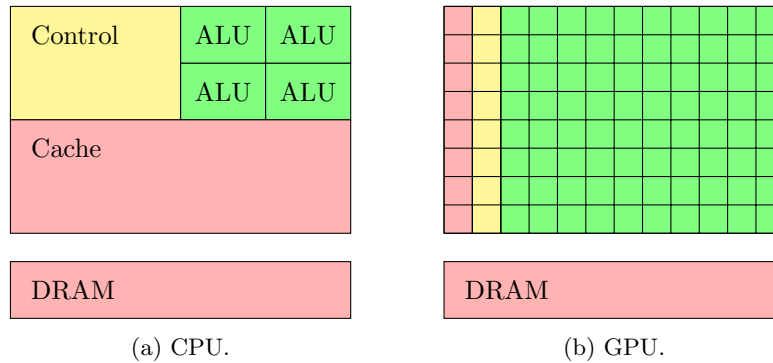 Control
ALU ALU
ALU ALU
Cache
DRAM
(a) CPU.
DRAM
(b) GPU.